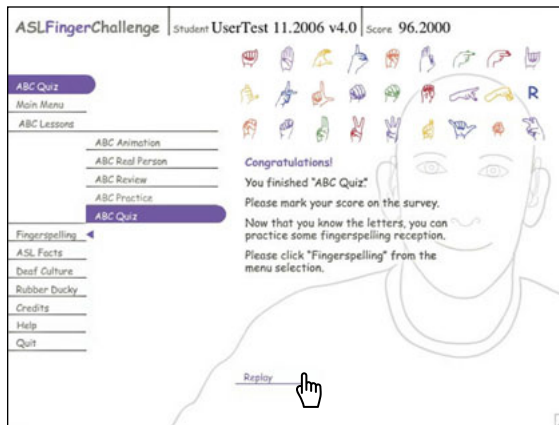 ASLFingerChallenge Student UserTest 11.2006 v4.0 Score 96.2000
ABC Quiz
Main Menu
ABC Lessons
ABC Animation
ABC Real Person
ABC Review
ABC Practice
ABC Quiz
Fingerspelling
ASL Facts
Deaf Culture
Rubber Ducky
Credits
Help
Quit
R
Congratulations!
You finished "ABC Quiz".
Please mark your score on the survey.
Now that you know the letters, you can
practice some fingerspelling reception.
Please click "Fingerspelling" from the
menu selection.
Replay